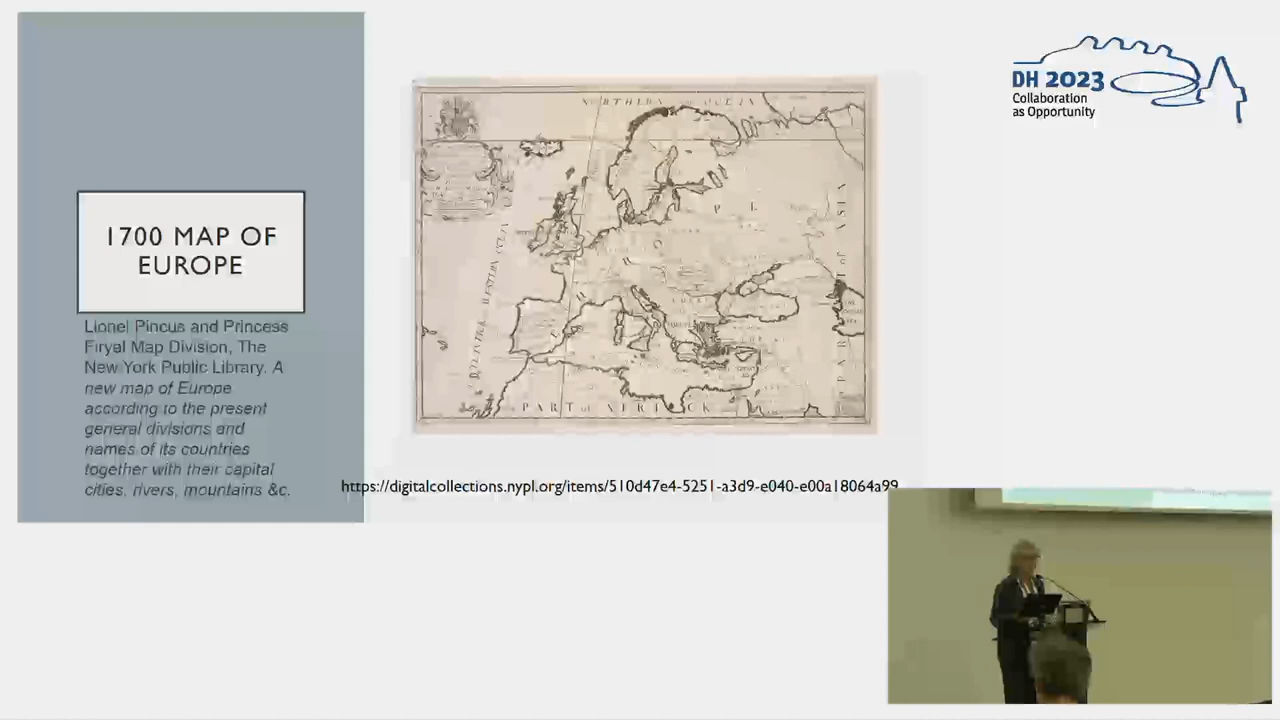 1700 MAP OF
EUROPE
Lionel Pincus and Princess
Firyal Map Division, The
New York Public Library. A
new map of Europe
according to the present
general divisions and
names of its countries
together with their capital
cities, rivers, mountains &c.
NORTHERN OCEAN
PART of ASIA
PART OF AFRICK
https://digitalcollections.nypl.org/items/510d47e4-5251-a3d9-e040-e00a18064a99
DH 2023
Collaboration
as Opportunity